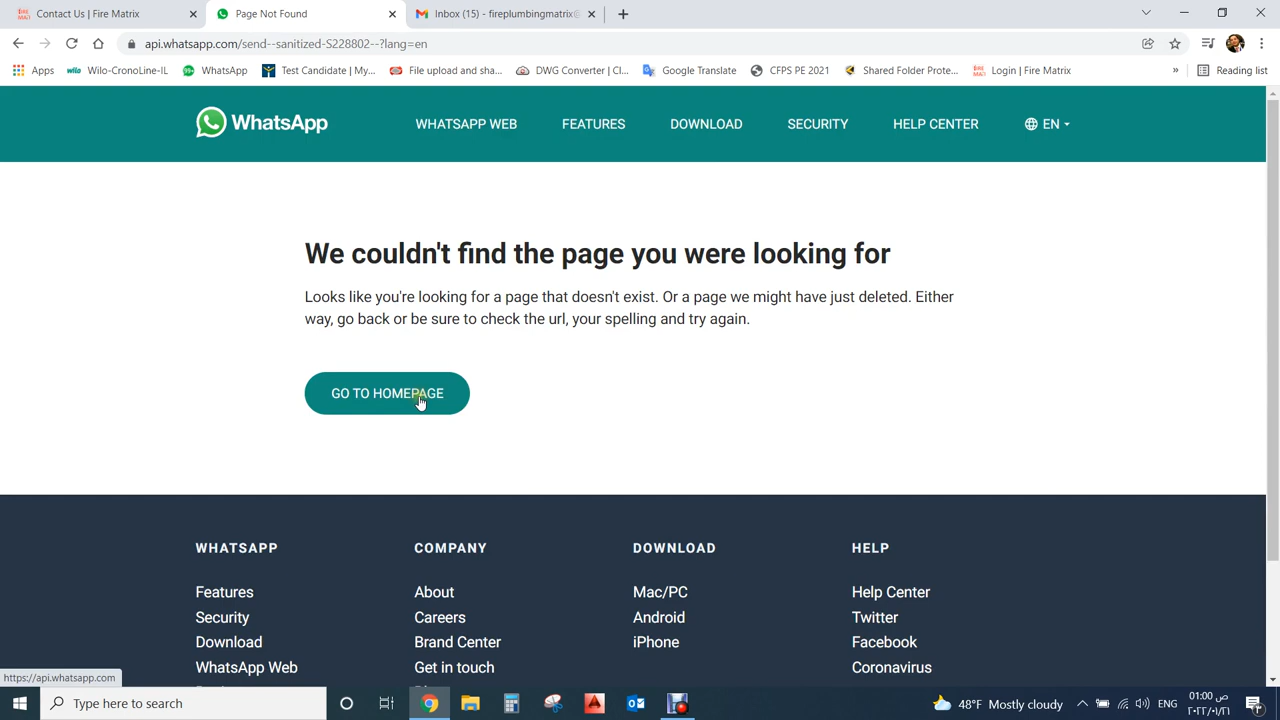 Contact Us | Fire Matrix
Page Not Found
Inbox (15) - fireplumbingmatrix@
api.whatsapp.com/send--sanitized-S228802--?lang=en
Apps
wilo Wilo-CronoLine-IL
99+ WhatsApp
Test Candidate | My...
File upload and sha...
DWG Converter | Cl...
Google Translate
CFPS PE 2021
Shared Folder Prote...
Login | Fire Matrix
»
Reading list
WhatsApp
WHATSAPP WEB
FEATURES
DOWNLOAD
SECURITY
HELP CENTER
EN
We couldn't find the page you were looking for
Looks like you're looking for a page that doesn't exist. Or a page we might have just deleted. Either
way, go back or be sure to check the url, your spelling and try again.
GO TO HOMEPAGE
WHATSAPP
COMPANY
DOWNLOAD
HELP
Features
About
Mac/PC
Help Center
Security
Careers
Android
Twitter
Download
Brand Center
iPhone
Facebook
WhatsApp Web
Get in touch
Coronavirus
https://api.whatsapp.com
Type here to search
48°F Mostly cloudy
ENG
01:00 ص